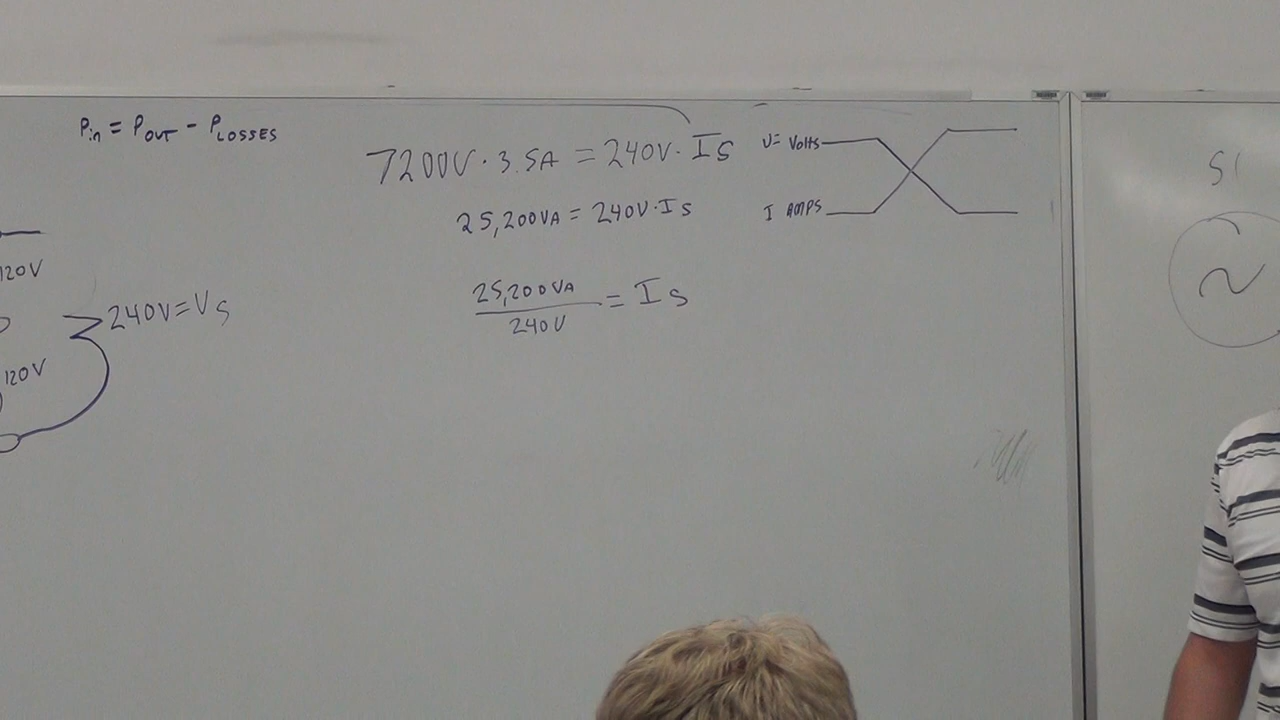 Pin = POUT - PLOSSES
7200V · 3.5A = 240V · IS
V= Volts
I AMPS
25,200VA = 240V · IS
25,200VA
240V
= IS
120V
240V = VS
120V
S1